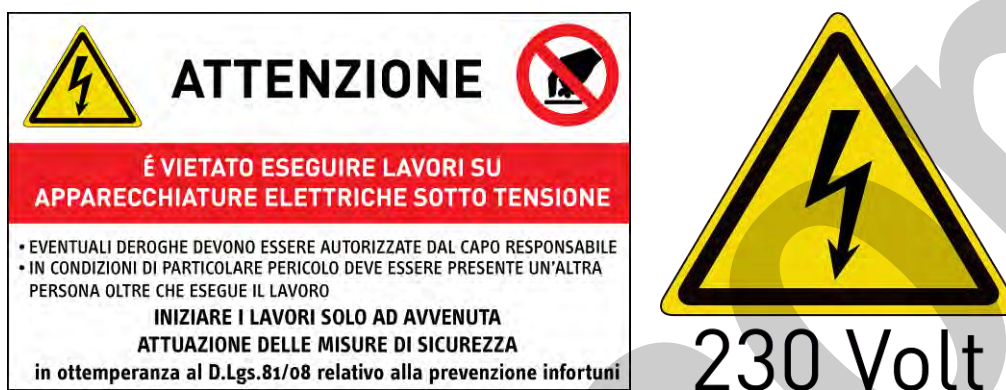 ATTENZIONE
É VIETATO ESEGUIRE LAVORI SU
APPARECCHIATURE ELETTRICHE SOTTO TENSIONE
• EVENTUALI DEROGHE DEVONO ESSERE AUTORIZZATE DAL CAPO RESPONSABILE
• IN CONDIZIONI DI PARTICOLARE PERICOLO DEVE ESSERE PRESENTE UN'ALTRA
PERSONA OLTRE CHE ESEGUE IL LAVORO
INIZIARE I LAVORI SOLO AD AVVENUTA
ATTUAZIONE DELLE MISURE DI SICUREZZA
in ottemperanza al D.Lgs.81/08 relativo alla prevenzione infortuni
230 Volt